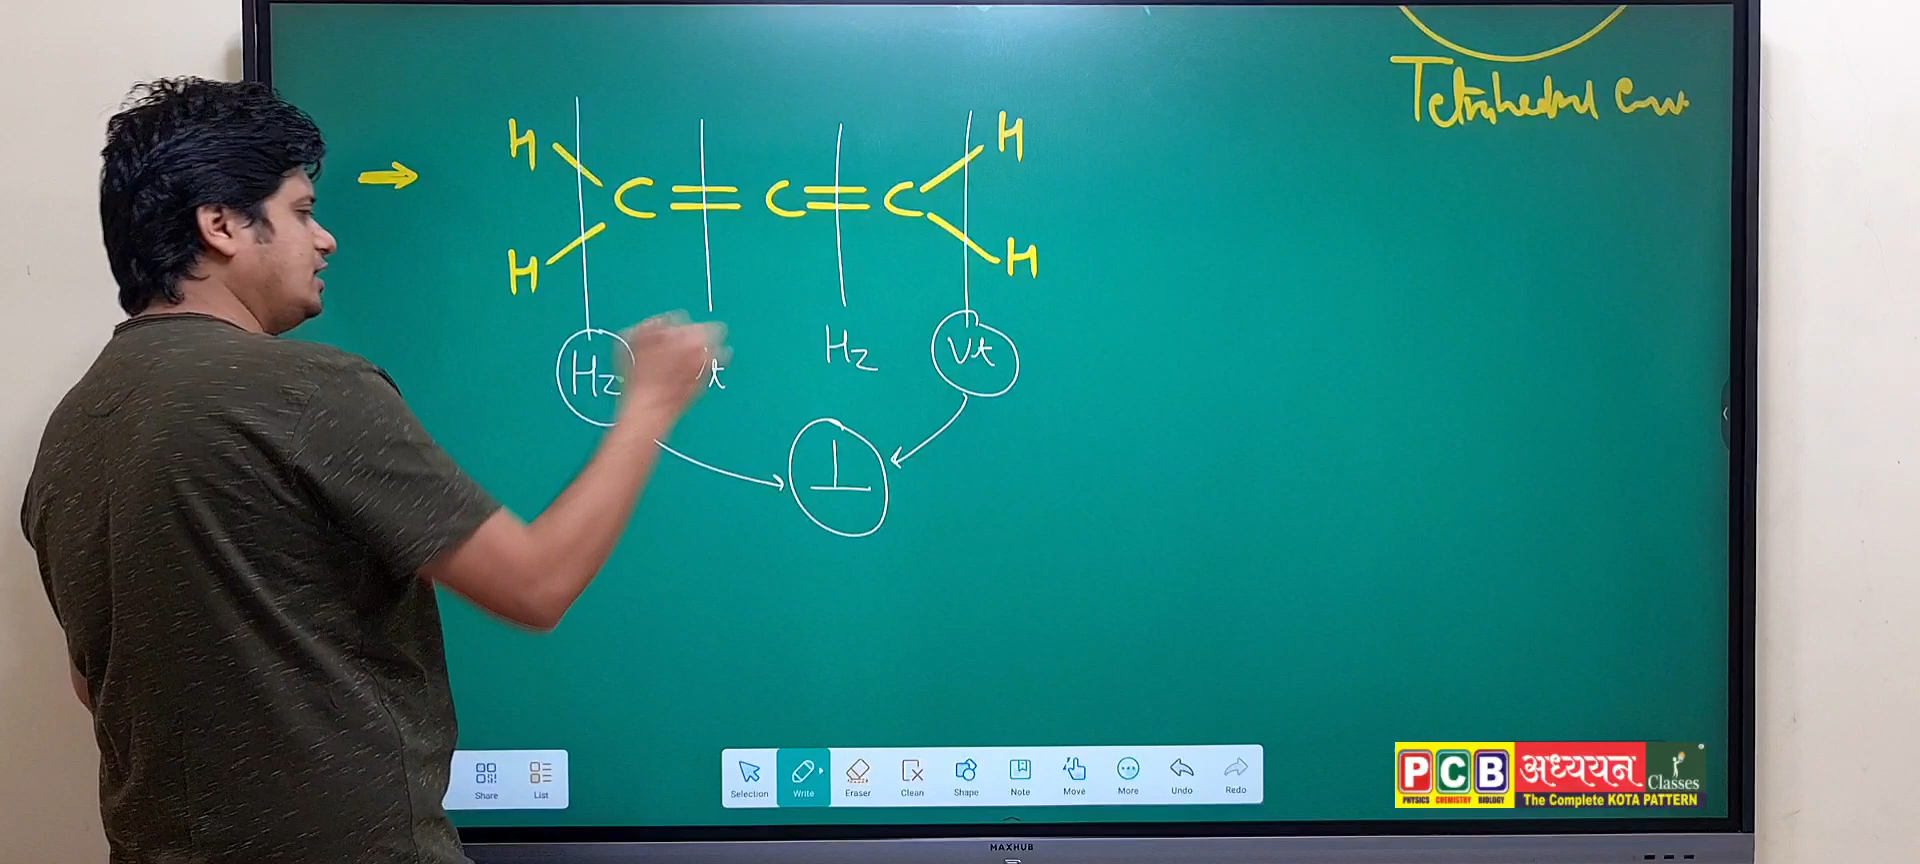 Tetrahedral
H H
C = C = C
H H
Hz Vt Hz Vt
⊥
Share List
Selection Write Eraser Clean Shape Note Move More Undo Redo
PCB अध्ययन Classes
PHYSICS CHEMISTRY BIOLOGY The Complete KOTA PATTERN
MAXHUB